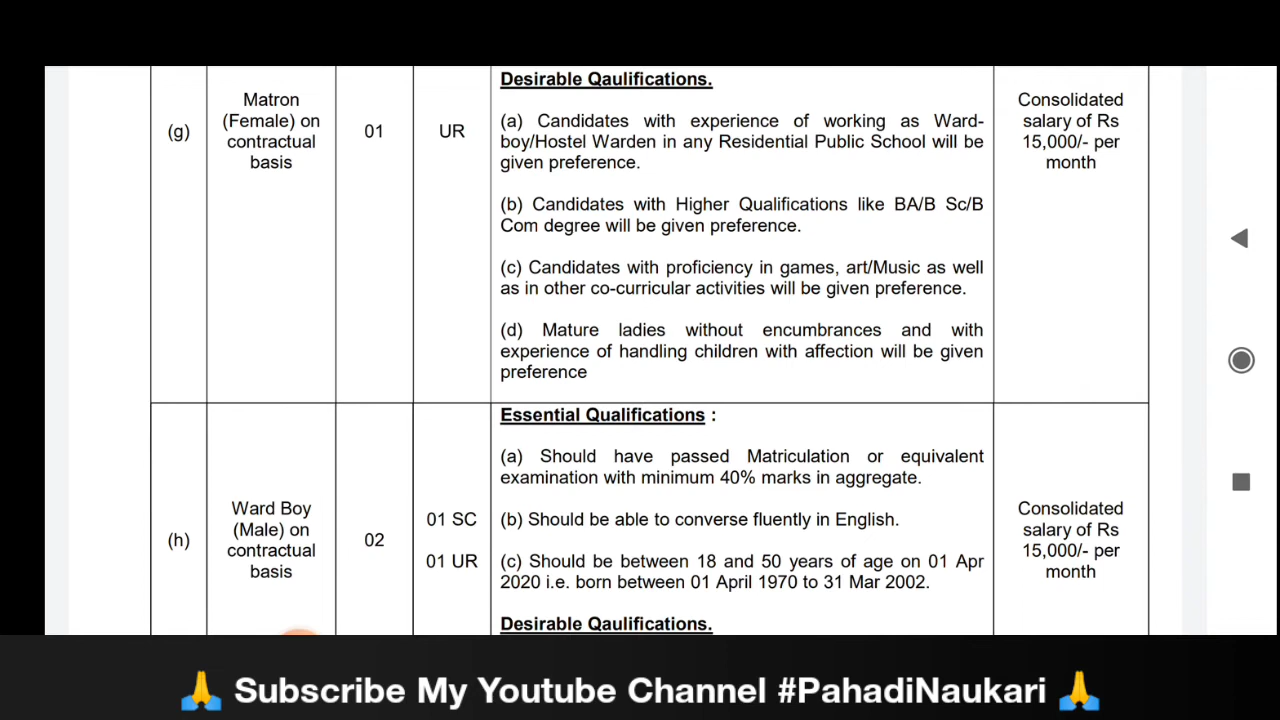 Desirable Qaulifications.
(g)
Matron
(Female) on
contractual
basis
01
UR
(a) Candidates with experience of working as Ward-
boy/Hostel Warden in any Residential Public School will be
given preference.
(b) Candidates with Higher Qualifications like BA/B Sc/B
Com degree will be given preference.
(c) Candidates with proficiency in games, art/Music as well
as in other co-curricular activities will be given preference.
(d) Mature ladies without encumbrances and with
experience of handling children with affection will be given
preference
Consolidated
salary of Rs
15,000/- per
month
(h)
Ward Boy
(Male) on
contractual
basis
02
01 SC
01 UR
Essential Qualifications :
(a) Should have passed Matriculation or equivalent
examination with minimum 40% marks in aggregate.
(b) Should be able to converse fluently in English.
(c) Should be between 18 and 50 years of age on 01 Apr
2020 i.e. born between 01 April 1970 to 31 Mar 2002.
Desirable Qaulifications.
Consolidated
salary of Rs
15,000/- per
month
🙏 Subscribe My Youtube Channel #PahadiNaukari 🙏